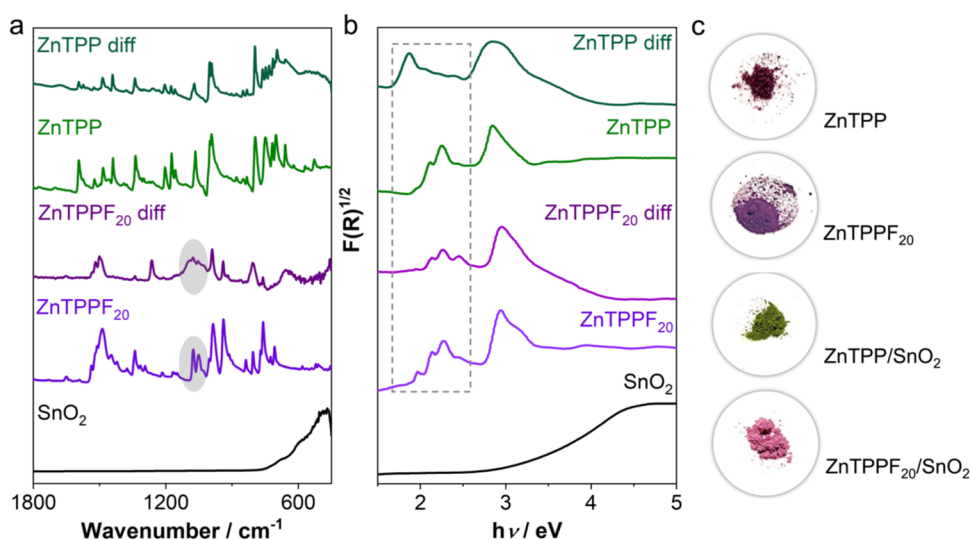 a
ZnTPP diff
ZnTPP
ZnTPPF₂₀ diff
ZnTPPF₂₀
SnO₂
1800 1200 600
Wavenumber / cm⁻¹
b
F(R)¹/²
ZnTPP diff
ZnTPP
ZnTPPF₂₀ diff
ZnTPPF₂₀
SnO₂
2 3 4 5
hν / eV
c
ZnTPP
ZnTPPF₂₀
ZnTPP/SnO₂
ZnTPPF₂₀/SnO₂